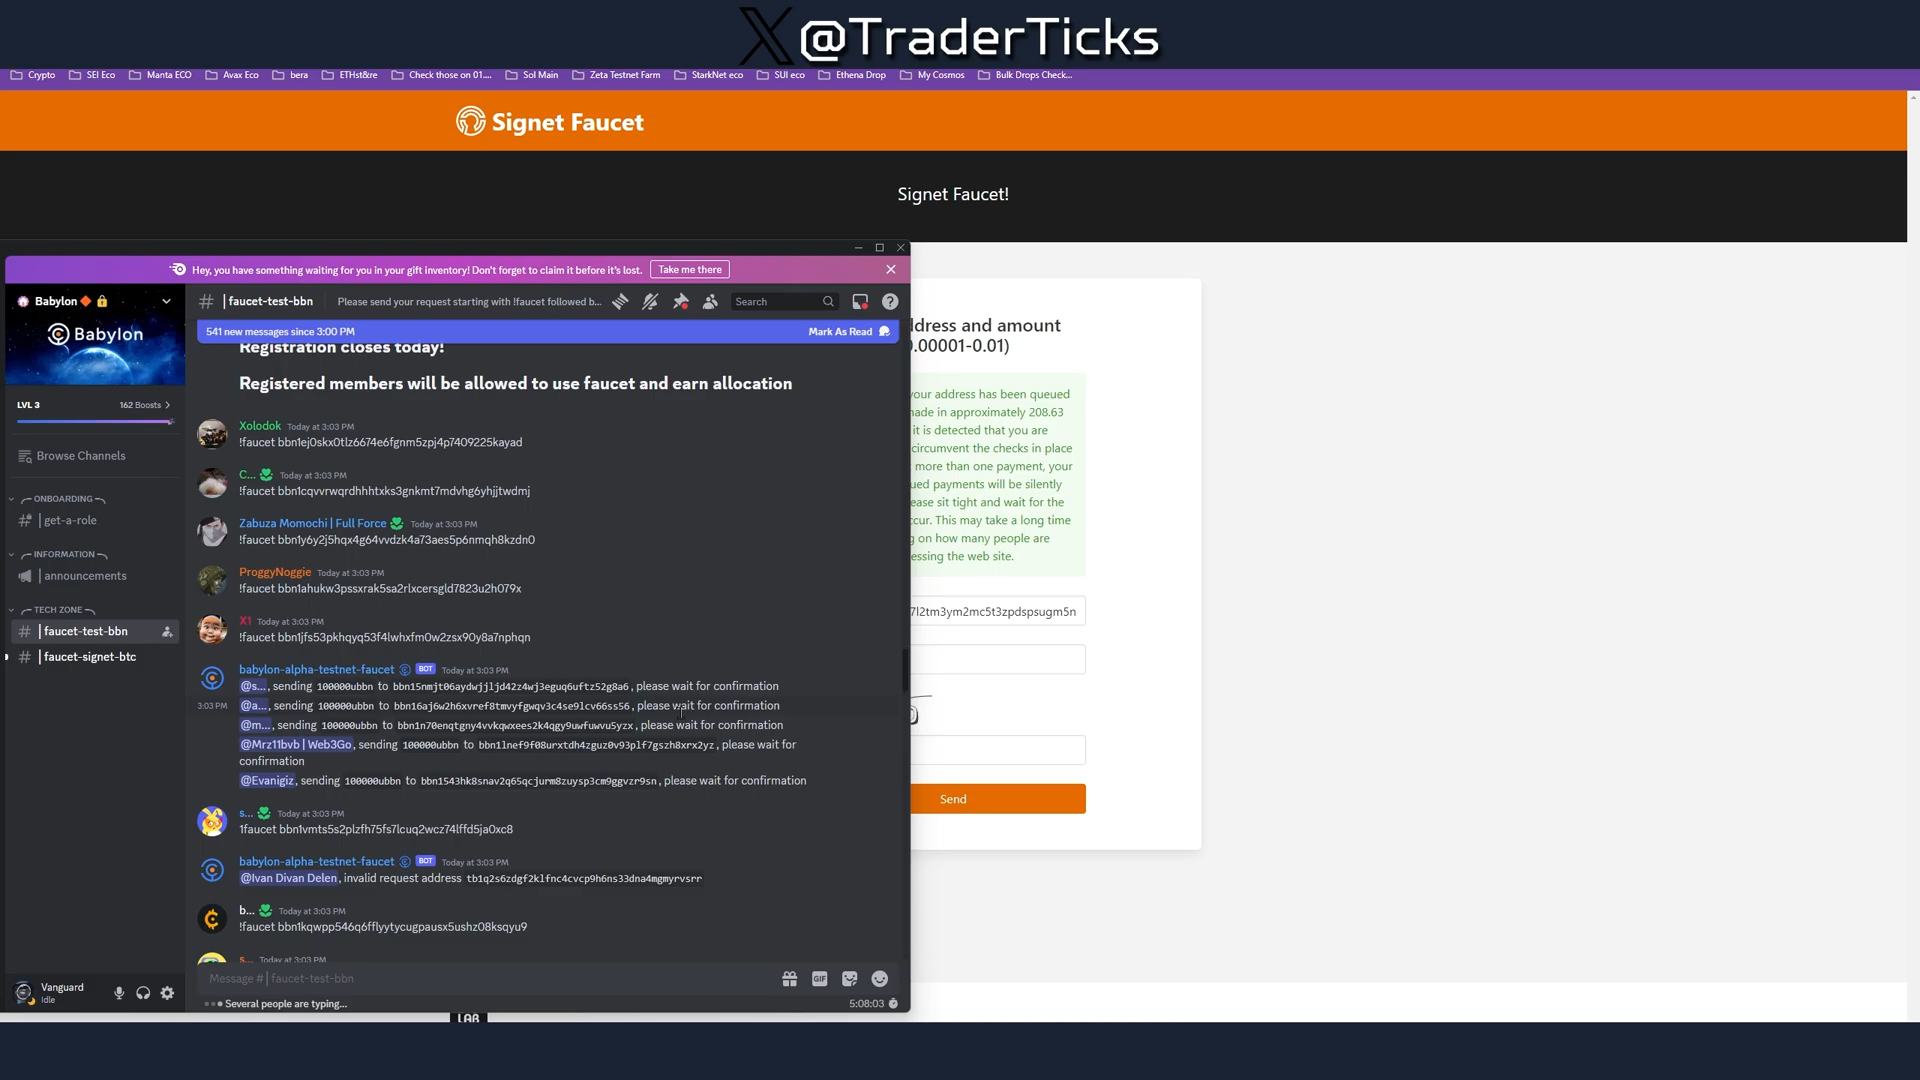 X@TraderTicks
Crypto SEI Eco Manta ECO Avax Eco bera ETHst&re Check those on 01.... Sol Main Zeta Testnet Farm StarkNet eco SUI eco Ethena Drop My Cosmos Bulk Drops Check...
Signet Faucet
Signet Faucet!
Hey, you have something waiting for you in your gift inventory! Don't forget to claim it before it's lost. Take me there
Babylon
Babylon
LVL 3 162 Boosts
Browse Channels
ONBOARDING
get-a-role
INFORMATION
announcements
TECH ZONE
faucet-test-bbn
faucet-signet-btc
Vanguard
Idle
faucet-test-bbn Please send your request starting with !faucet followed b... Search
541 new messages since 3:00 PM Mark As Read
Registration closes today!
Registered members will be allowed to use faucet and earn allocation
Xolodok Today at 3:03 PM
!faucet bbn1ej0skx0tlz6674e6fgnm5zpj4p7409225kayad
C... Today at 3:03 PM
!faucet bbn1cqvvrwqrdhhhtxks3gnkmt7mdvhg6yhjjtwdmj
Zabuza Momochi | Full Force Today at 3:03 PM
!faucet bbn1y6y2j5hqx4g64vvdzk4a73aes5p6nmqh8kzdn0
ProggyNoggie Today at 3:03 PM
!faucet bbn1ahukw3pssxrak5sa2rlxcersgld7823u2h079x
X1 Today at 3:03 PM
!faucet bbn1jfs53pkhqyq53f4lwhxfm0w2zsx90y8a7nphqn
babylon-alpha-testnet-faucet BOT Today at 3:03 PM
@s..., sending 100000ubbn to bbn15nmjt06aydwjjljd42z4wj3eguq6uftz52g8a6, please wait for confirmation
3:03 PM @a..., sending 100000ubbn to bbn16aj6w2h6xvref8tmvyfgwqv3c4se9lcv66ss56, please wait for confirmation
@m..., sending 100000ubbn to bbn1n70enqtgny4vvkqwxees2k4qgy9uwfuwvu5yzx, please wait for confirmation
@Mrz11bvb | Web3Go, sending 100000ubbn to bbn1lnef9f08urxtdh4zguz0v93plf7gszh8xrx2yz, please wait for
confirmation
@Evanigiz, sending 100000ubbn to bbn1543hk8snav2q65qcjurm8zuysp3cm9ggvzr9sn, please wait for confirmation
s... Today at 3:03 PM
1faucet bbn1vmts5s2plzfh75fs7lcuq2wcz74lffd5ja0xc8
babylon-alpha-testnet-faucet BOT Today at 3:03 PM
@Ivan Divan Delen, invalid request address tb1q2s6zdgf2klfnc4cvcp9h6ns33dna4mgmyrvsrr
b... Today at 3:03 PM
!faucet bbn1kqwpp546q6fflyytycugpausx5ushz08ksqyu9
s... Today at 3:03 PM
Message # | faucet-test-bbn GIF
Several people are typing... 5:08:03
ddress and amount
0.00001-0.01)
your address has been queued
made in approximately 208.63
it is detected that you are
circumvent the checks in place
more than one payment, your
ued payments will be silently
ease sit tight and wait for the
cur. This may take a long time
g on how many people are
essing the web site.
7l2tm3ym2mc5t3zpdspsugm5n
Send
LAB